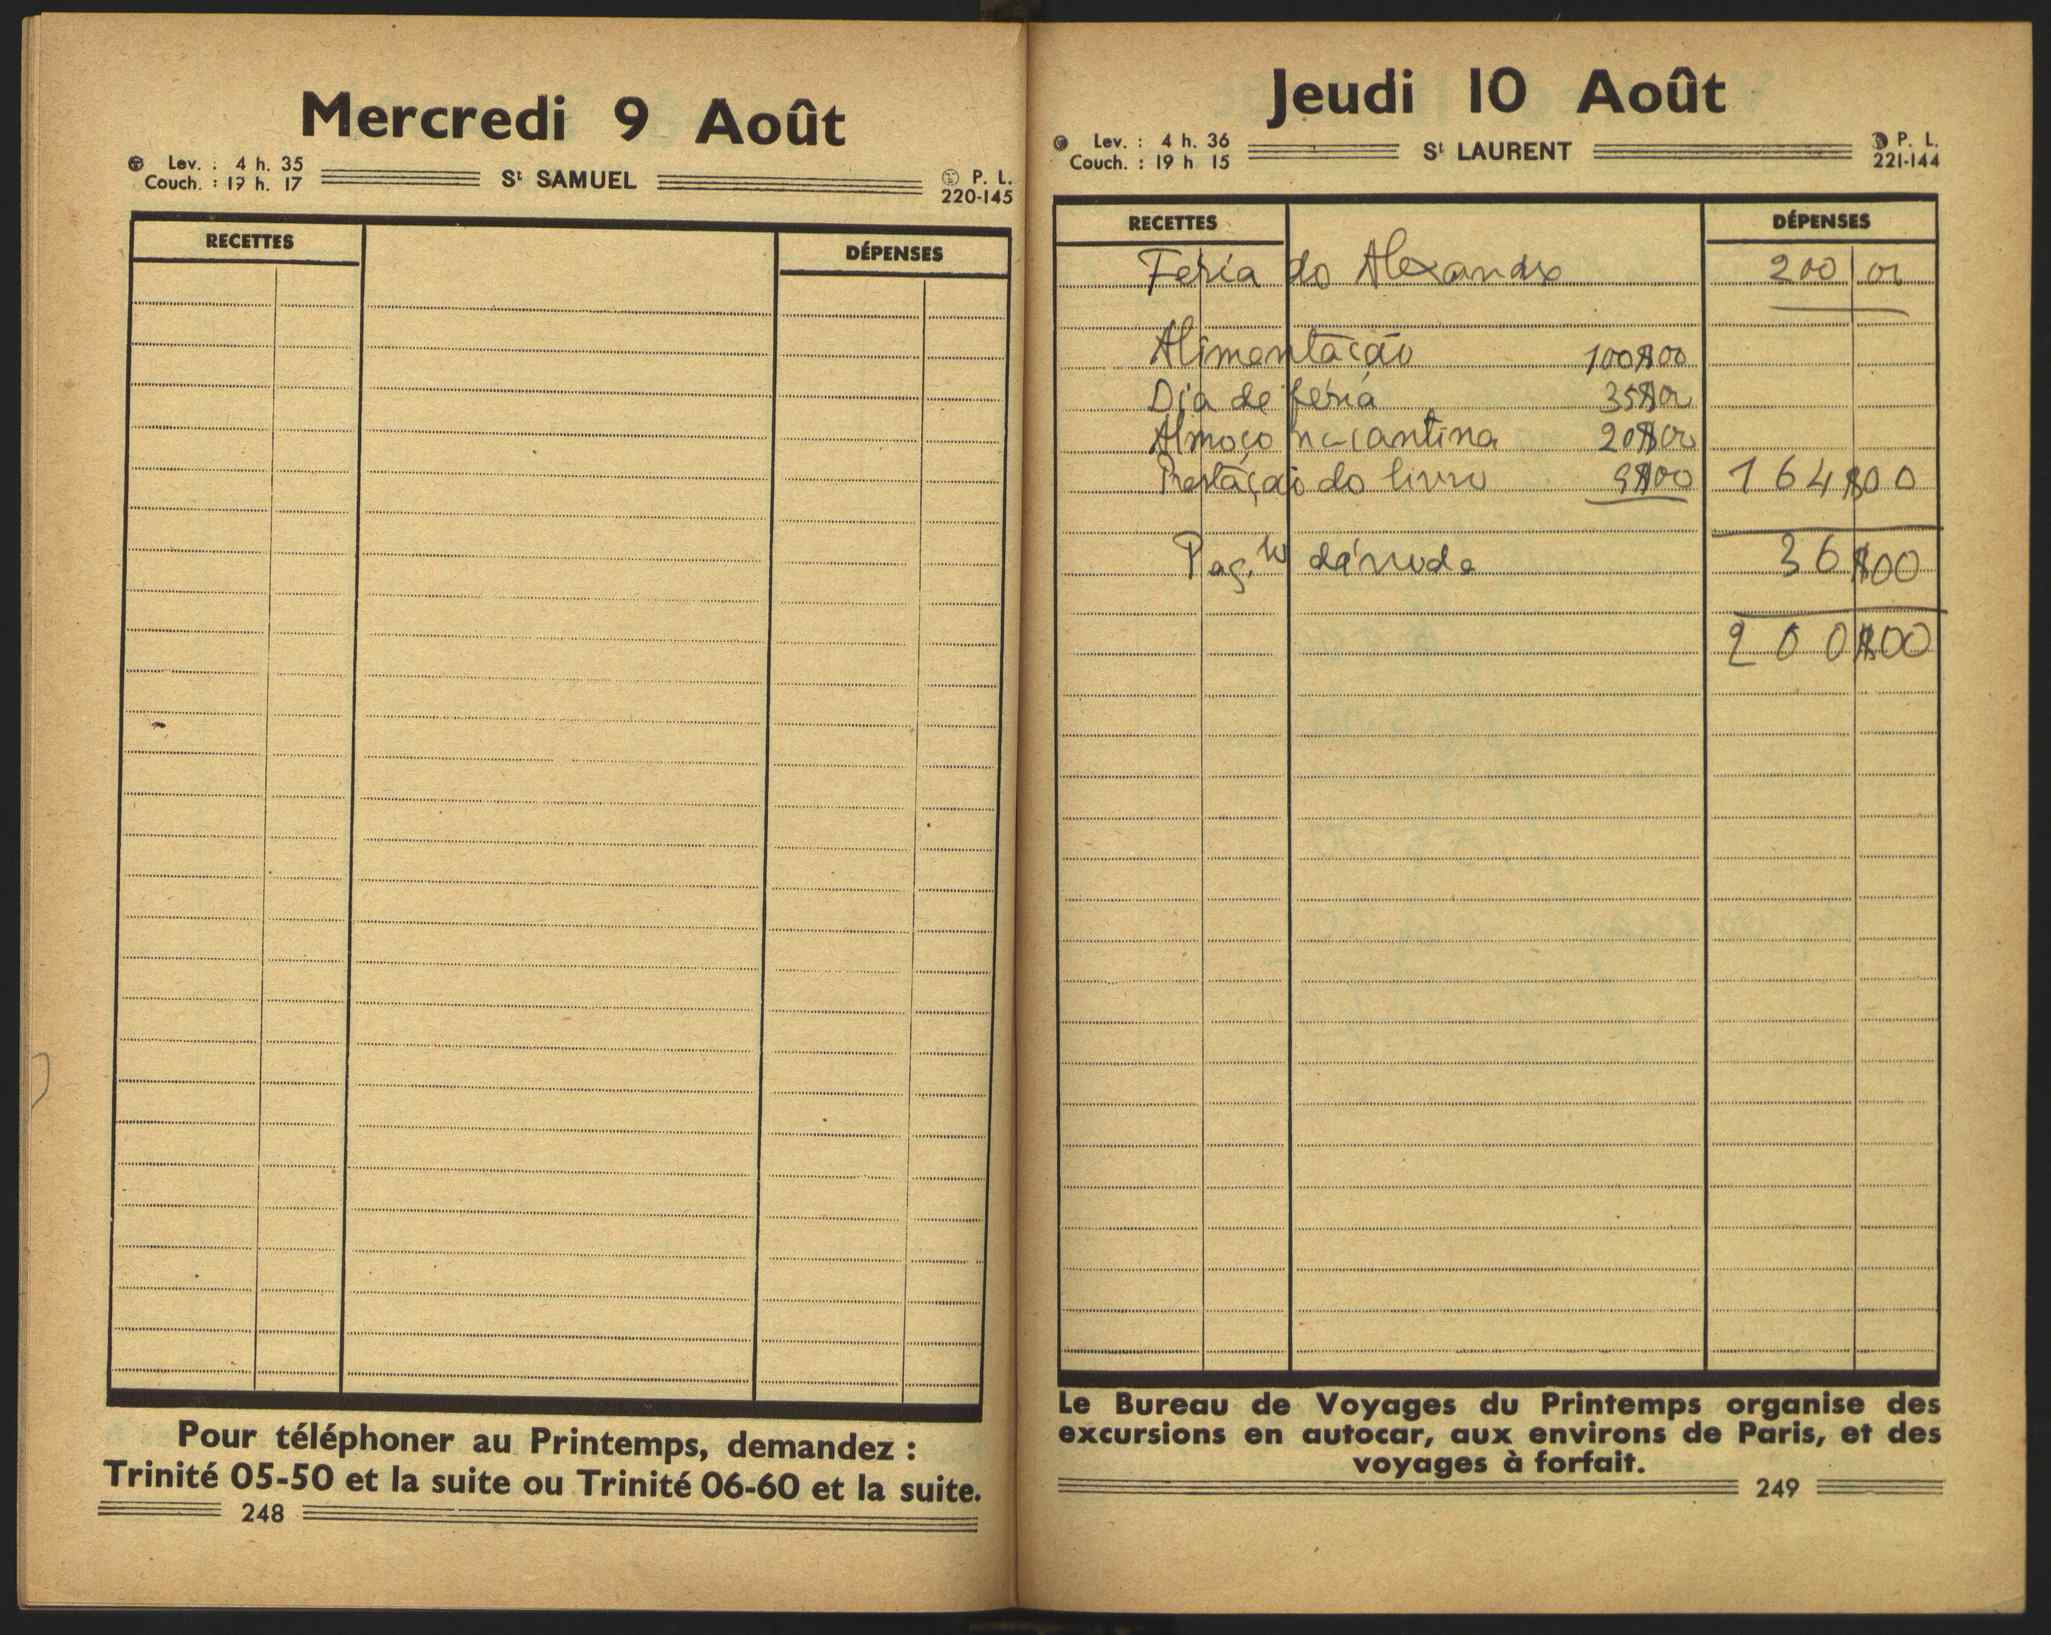 Mercredi 9 Août
Lev. : 4 h. 35
Couch. : 19 h. 17
St SAMUEL
P. L.
220-145
RECETTES
DÉPENSES
Pour téléphoner au Printemps, demandez :
Trinité 05-50 et la suite ou Trinité 06-60 et la suite.
248
Jeudi 10 Août
Lev. : 4 h. 36
Couch. : 19 h 15
St LAURENT
P. L.
221-144
RECETTES
DÉPENSES
Feria do Alexandre 200 00
Alimentação 100$00
Dia de feria 35$00
Almoço na cantina 20$00
Prestação do livro 9$00 164$00
Pag.to 36$00
200$00
Le Bureau de Voyages du Printemps organise des
excursions en autocar, aux environs de Paris, et des
voyages à forfait.
249